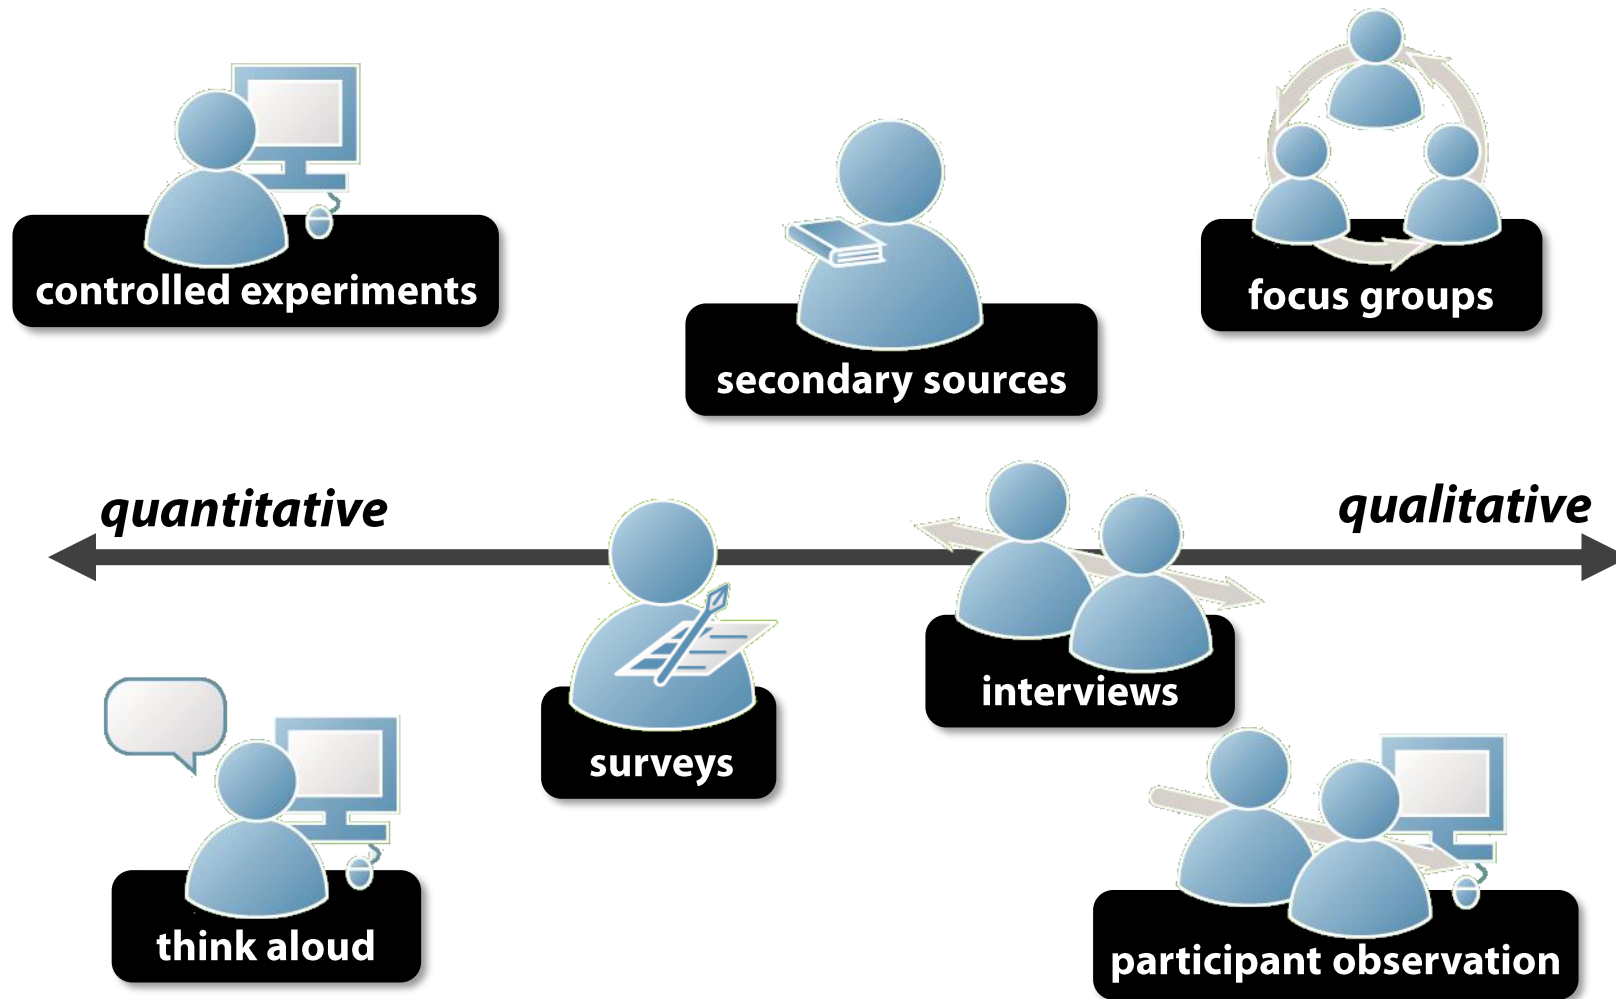 controlled experiments
focus groups
secondary sources
quantitative
qualitative
interviews
surveys
think aloud
participant observation